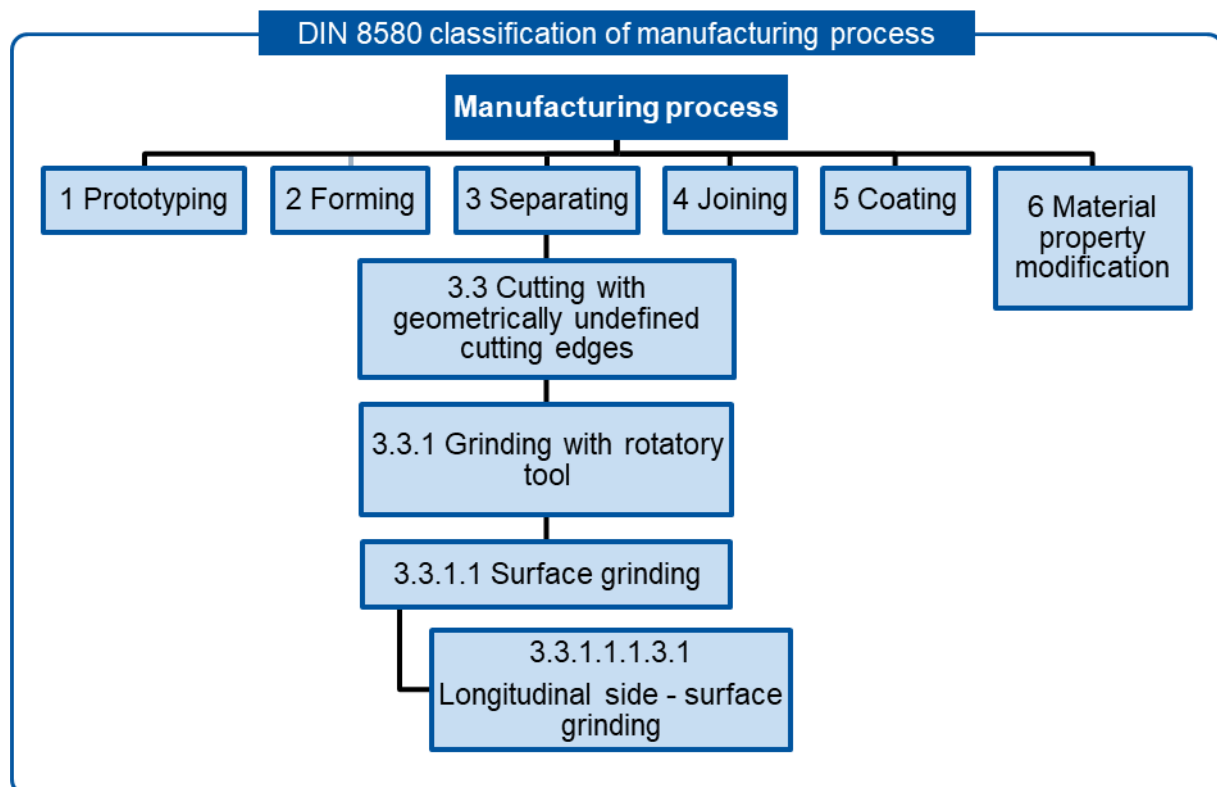 DIN 8580 classification of manufacturing process
Manufacturing process
1 Prototyping
2 Forming
3 Separating
4 Joining
5 Coating
6 Material
property
modification
3.3 Cutting with
geometrically undefined
cutting edges
3.3.1 Grinding with rotatory
tool
3.3.1.1 Surface grinding
3.3.1.1.1.3.1
Longitudinal side - surface
grinding